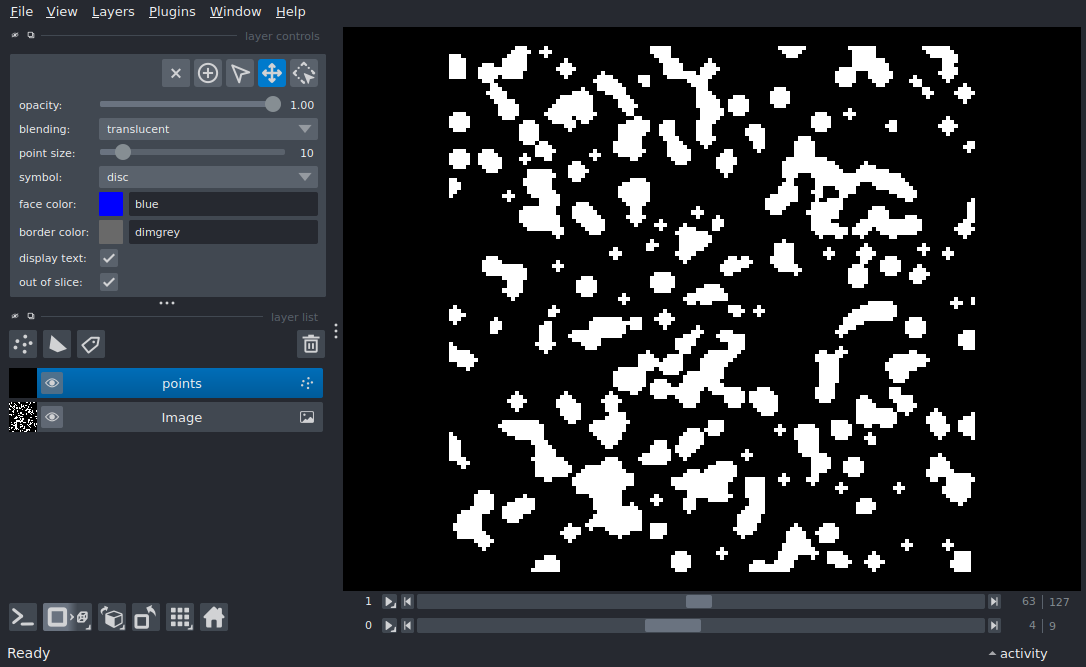 File View Layers Plugins Window Help
layer controls
opacity: 1.00
blending: translucent
point size: 10
symbol: disc
face color: blue
border color: dimgrey
display text:
out of slice:
layer list
points
Image
1 63 | 127
0 4 | 9
Ready
activity